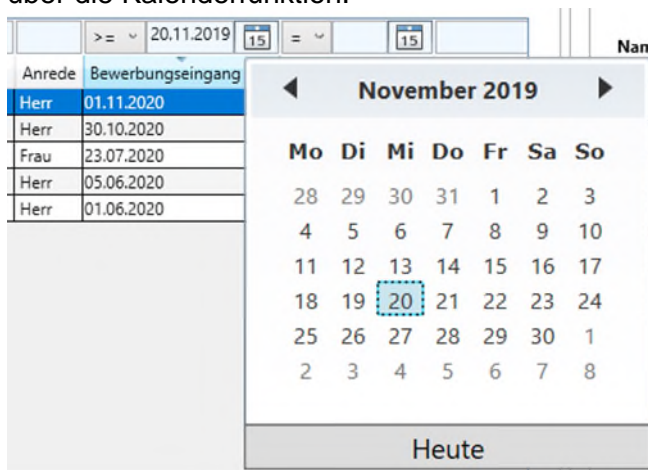 über die Kalenderfunktion.
>= 20.11.2019 15 = 15
Nan
Anrede Bewerbungseingang
Herr 01.11.2020
Herr 30.10.2020
Frau 23.07.2020
Herr 05.06.2020
Herr 01.06.2020
November 2019
Mo Di Mi Do Fr Sa So
28 29 30 31 1 2 3
4 5 6 7 8 9 10
11 12 13 14 15 16 17
18 19 20 21 22 23 24
25 26 27 28 29 30 1
2 3 4 5 6 7 8
Heute